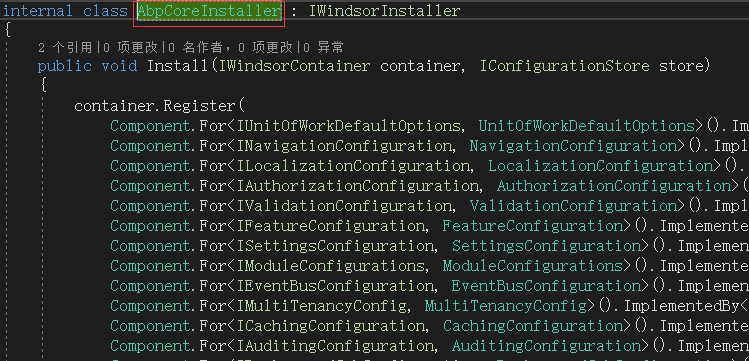 internal class AbpCoreInstaller : IWindsorInstaller
{
2 个引用|0 项更改|0 名作者，0 项更改|0 异常
public void Install(IWindsorContainer container, IConfigurationStore store)
{
container.Register(
Component.For<IUnitOfWorkDefaultOptions, UnitOfWorkDefaultOptions>().Im
Component.For<INavigationConfiguration, NavigationConfiguration>().Impl
Component.For<ILocalizationConfiguration, LocalizationConfiguration>().
Component.For<IAuthorizationConfiguration, AuthorizationConfiguration>(
Component.For<IValidationConfiguration, ValidationConfiguration>().Impl
Component.For<IFeatureConfiguration, FeatureConfiguration>().Implemente
Component.For<ISettingsConfiguration, SettingsConfiguration>().Implemen
Component.For<IModuleConfigurations, ModuleConfigurations>().Implemente
Component.For<IEventBusConfiguration, EventBusConfiguration>().Implemen
Component.For<IMultiTenancyConfig, MultiTenancyConfig>().ImplementedBy<
Component.For<ICachingConfiguration, CachingConfiguration>().Implemente
Component.For<IAuditingConfiguration, AuditingConfiguration>().Implemen